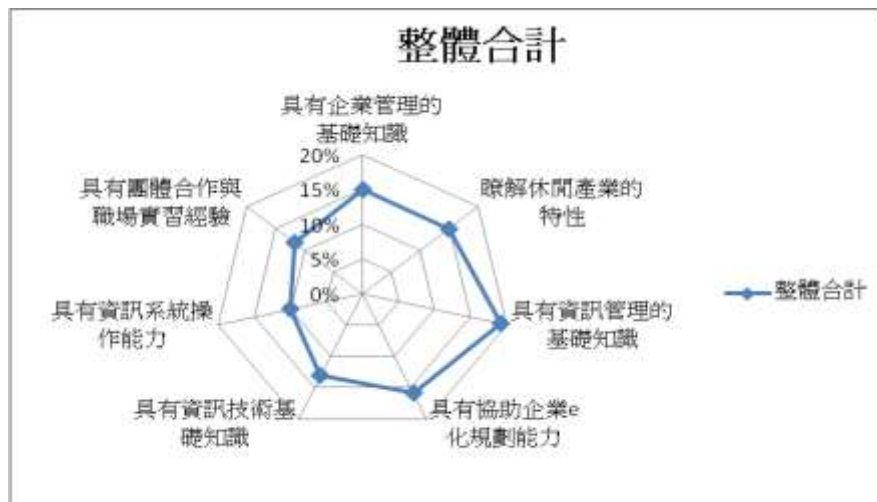 整體合計
具有企業管理的
基礎知識
瞭解休閒產業的
特性
具有資訊管理的
基礎知識
具有協助企業e
化規劃能力
具有資訊技術基
礎知識
具有資訊系統操
作能力
具有團體合作與
職場實習經驗
20%
15%
10%
5%
0%
整體合計